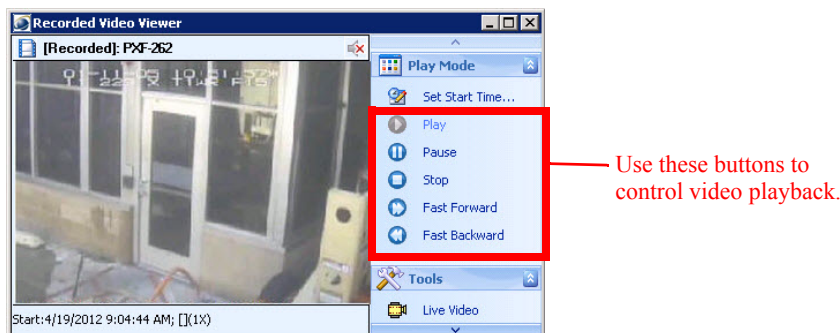 Recorded Video Viewer
[Recorded]: PXF-262
Play Mode
Set Start Time...
Play
Pause
Stop
Fast Forward
Fast Backward
Tools
Live Video
Start:4/19/2012 9:04:44 AM; [](1X)
Use these buttons to
control video playback.